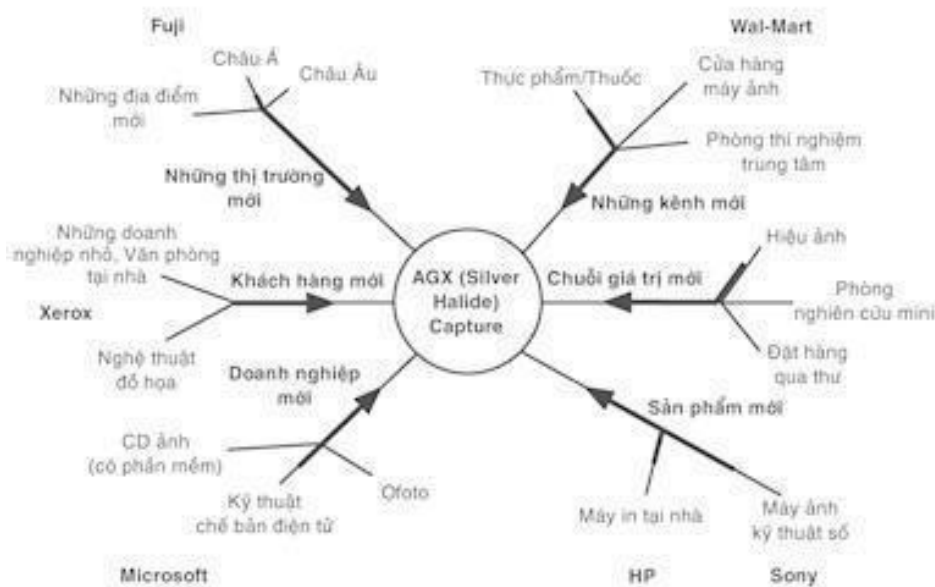 Fuji
Wal-Mart
Châu Á
Châu Âu
Những địa điểm
mới
Những thị trường
mới
Thực phẩm/Thuốc
Cửa hàng
máy ảnh
Phòng thí nghiệm
trung tâm
Những kênh mới
Những doanh
nghiệp nhỏ, Văn phòng
tại nhà
Khách hàng mới
Xerox
Nghệ thuật
đồ họa
AGX (Silver
Halide)
Capture
Chuỗi giá trị mới
Hiệu ảnh
Phòng
nghiên cứu mini
Đặt hàng
qua thư
Doanh nghiệp
mới
CD ảnh
(có phần mềm)
Kỹ thuật
chế bản điện tử
Ofoto
Sản phẩm mới
Máy in tại nhà
Máy ảnh
kỹ thuật số
Microsoft
HP
Sony